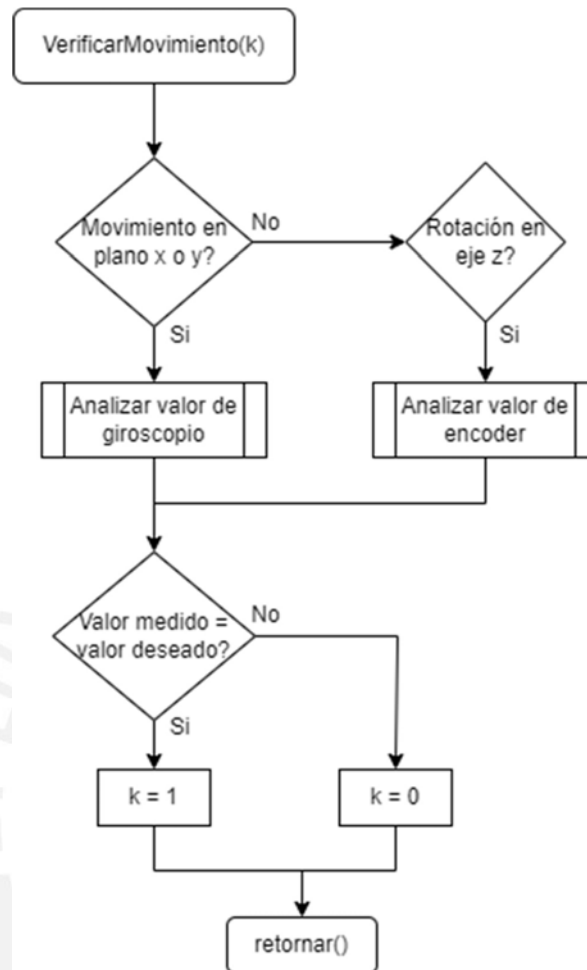 VerificarMovimiento(k)
Movimiento en
plano x o y?
No
Rotación en
eje z?
Si
Si
Analizar valor de
giroscopio
Analizar valor de
encoder
Valor medido =
valor deseado?
No
Si
k = 1
k = 0
retornar()